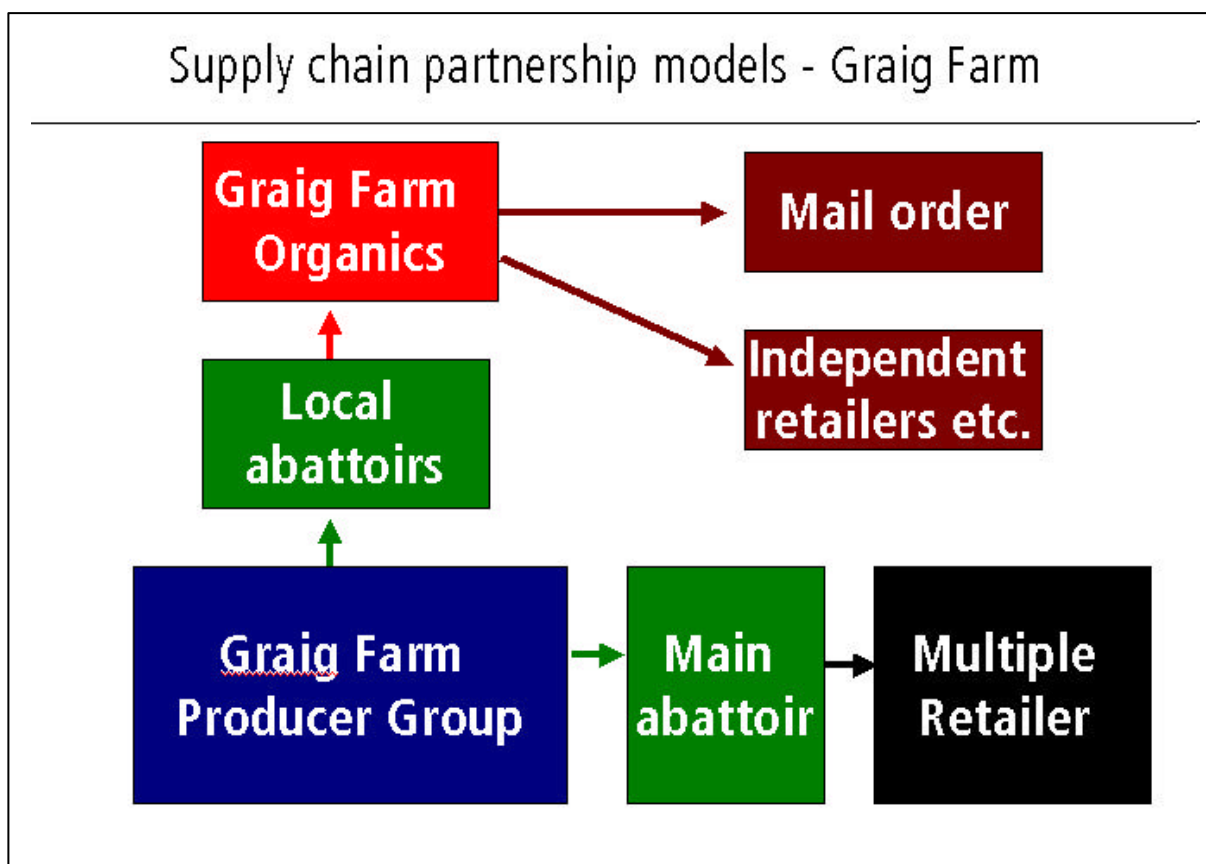 Supply chain partnership models - Graig Farm
Graig Farm
Organics
Mail order
Independent
retailers etc.
Local
abattoirs
Graig Farm
Producer Group
Main
abattoir
Multiple
Retailer